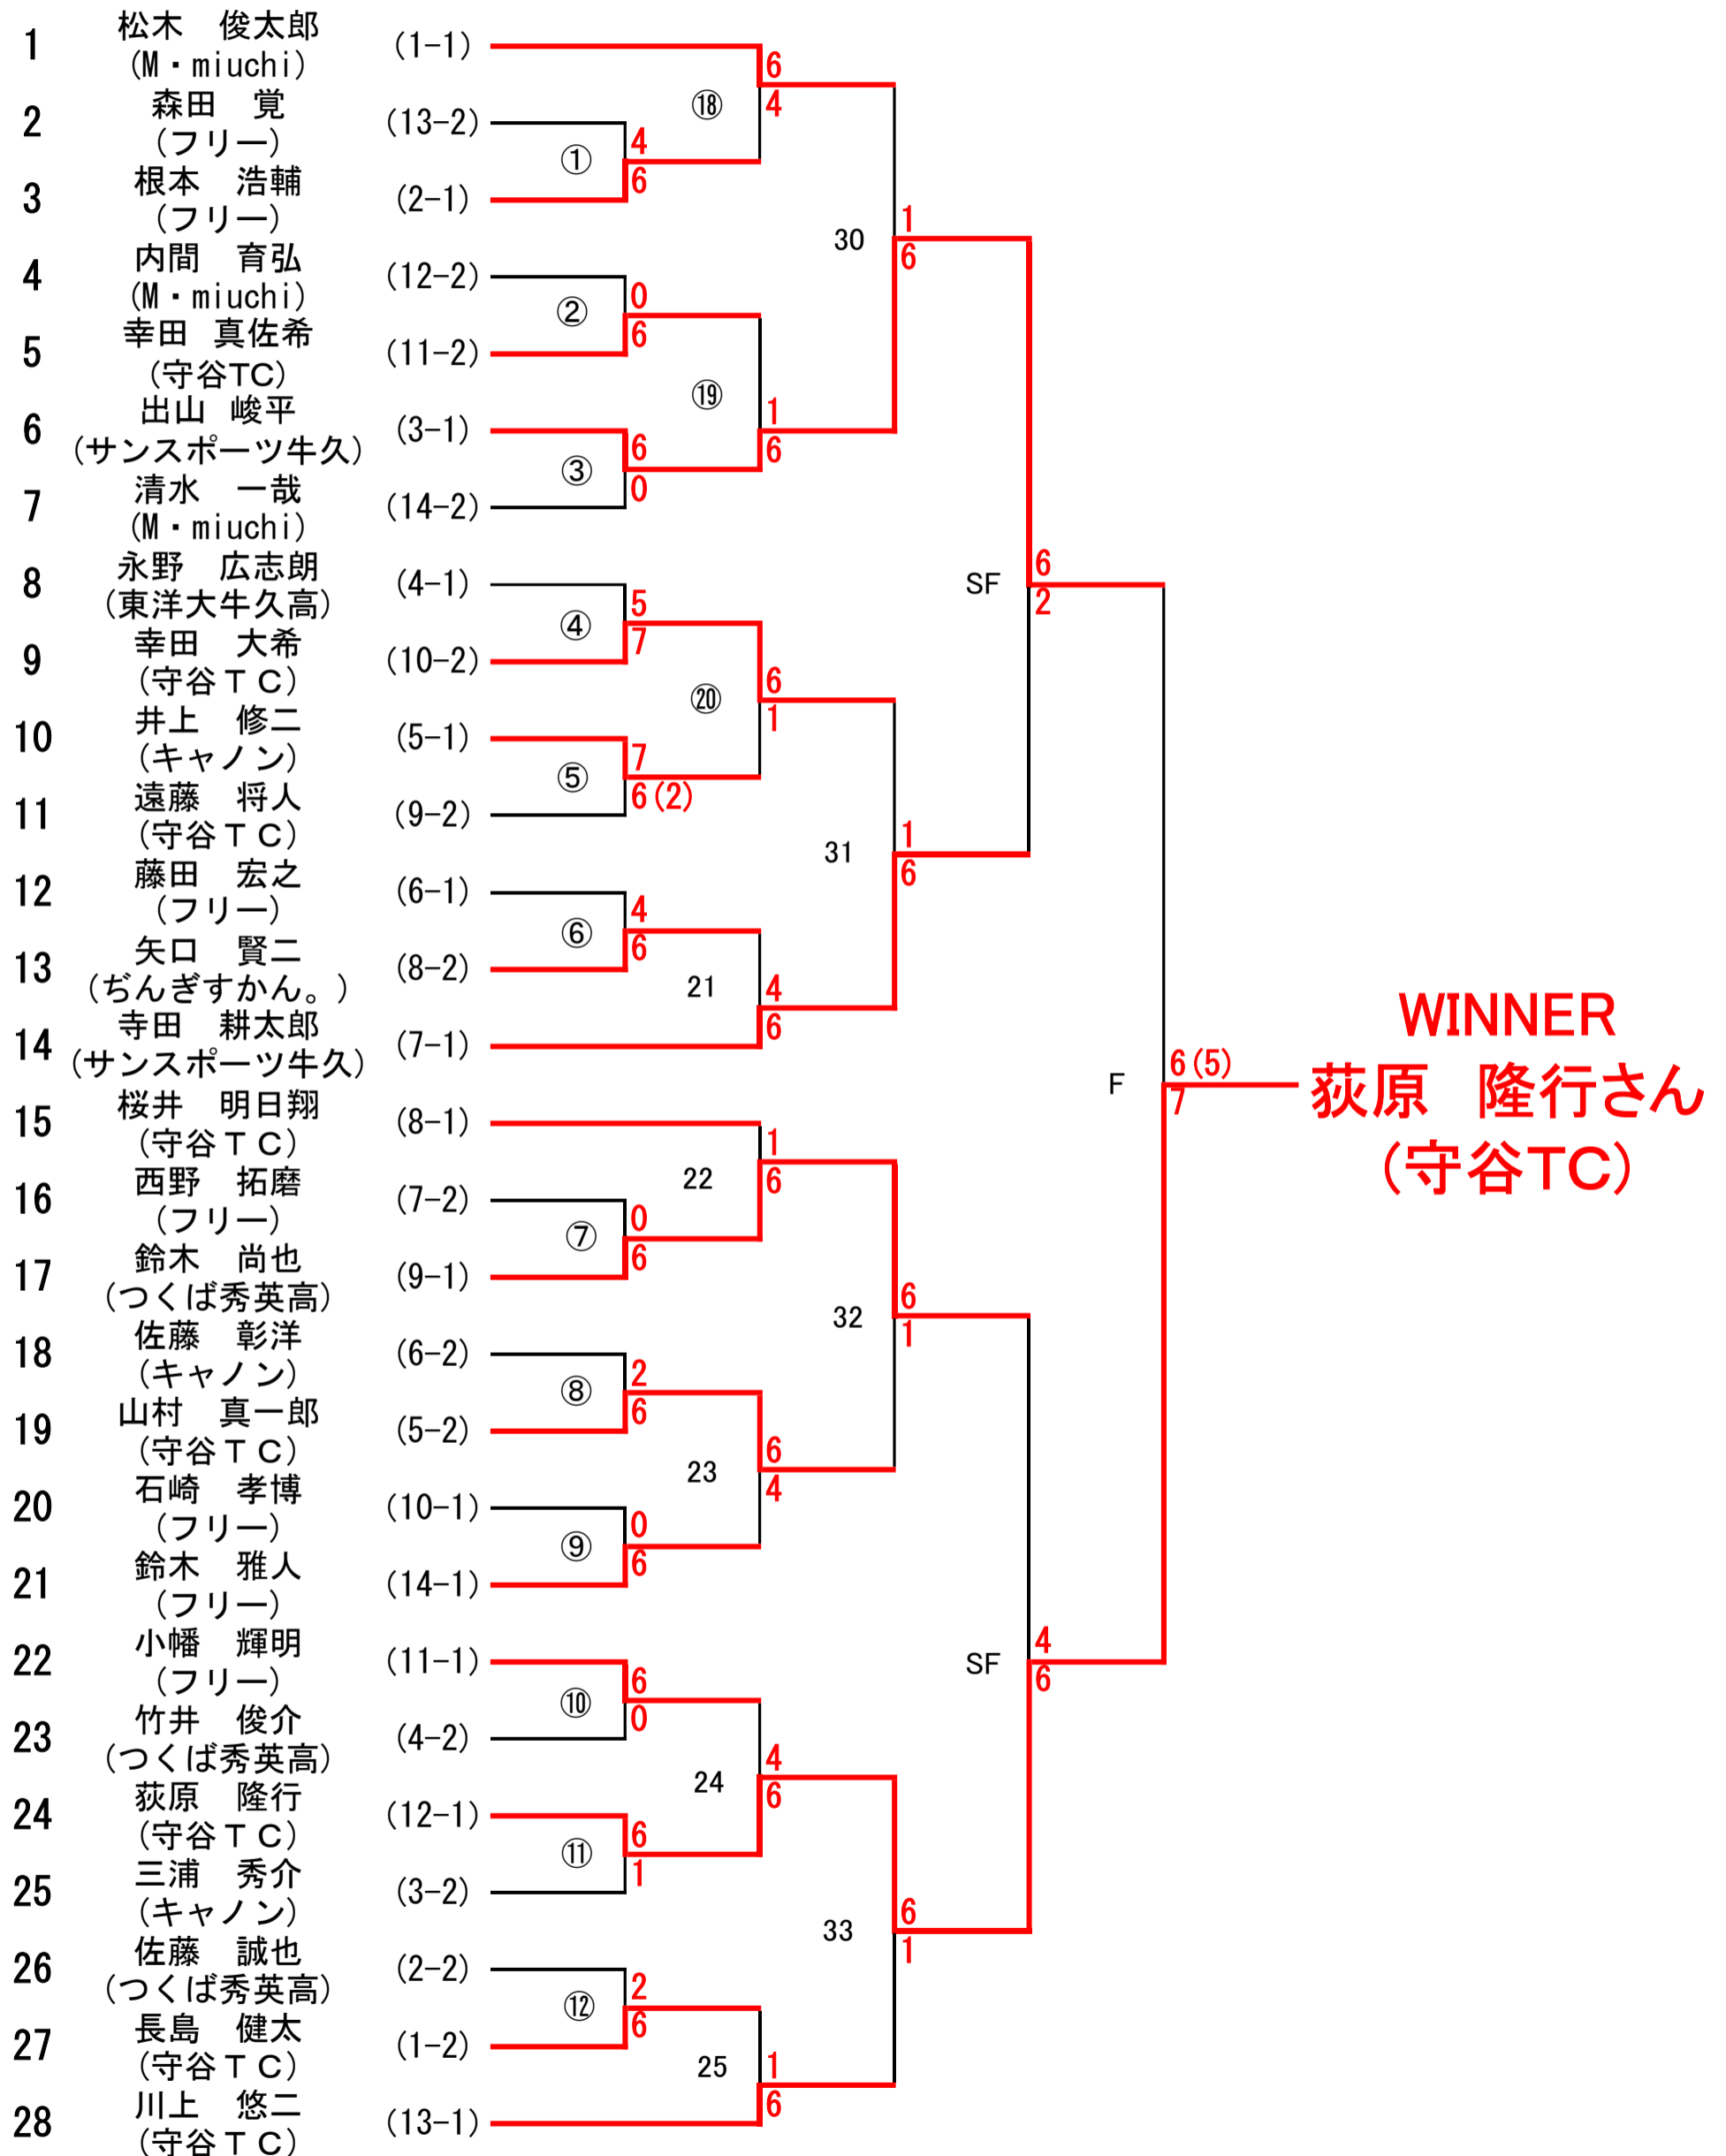 1 松木　俊太郎 (1-1)
(M・miuchi)
6
4
⑱
2 森田　覚 (13-2)
(フリー)
①
4
6
3 根本　浩輔 (2-1)
(フリー)
30
1
6
4 内間　育弘 (12-2)
(M・miuchi)
②
0
6
5 幸田　真佐希 (11-2)
(守谷TC)
⑲
1
6
6 出山　峻平 (3-1)
(サンスポーツ牛久)
③
6
0
7 清水　一哉 (14-2)
(M・miuchi)
8 永野　広志朗 (4-1)
(東洋大牛久高)
SF
6
2
④
5
7
9 幸田　大希 (10-2)
(守谷ＴＣ)
⑳
6
1
10 井上　修二 (5-1)
(キャノン)
⑤
7
6(2)
11 遠藤　将人 (9-2)
(守谷ＴＣ)
31
1
6
12 藤田　宏之 (6-1)
(フリー)
⑥
4
6
13 矢口　賢二 (8-2)
(ぢんぎすかん。)
21
4
6
14 寺田　耕太郎 (7-1)
(サンスポーツ牛久)
F
6(5)
7
WINNER
荻原　隆行さん
(守谷TC)
15 桜井　明日翔 (8-1)
(守谷ＴＣ)
22
1
6
16 西野　拓磨 (7-2)
(フリー)
⑦
0
6
17 鈴木　尚也 (9-1)
(つくば秀英高)
32
6
1
18 佐藤　彰洋 (6-2)
(キャノン)
⑧
2
6
19 山村　真一郎 (5-2)
(守谷ＴＣ)
23
6
4
20 石崎　孝博 (10-1)
(フリー)
⑨
0
6
21 鈴木　雅人 (14-1)
(フリー)
22 小幡　輝明 (11-1)
(フリー)
SF
4
6
⑩
6
0
23 竹井　俊介 (4-2)
(つくば秀英高)
24
4
6
24 荻原　隆行 (12-1)
(守谷ＴＣ)
⑪
6
1
25 三浦　秀介 (3-2)
(キャノン)
33
6
1
26 佐藤　誠也 (2-2)
(つくば秀英高)
⑫
2
6
27 長島　健太 (1-2)
(守谷ＴＣ)
25
1
6
28 川上　悠二 (13-1)
(守谷ＴＣ)